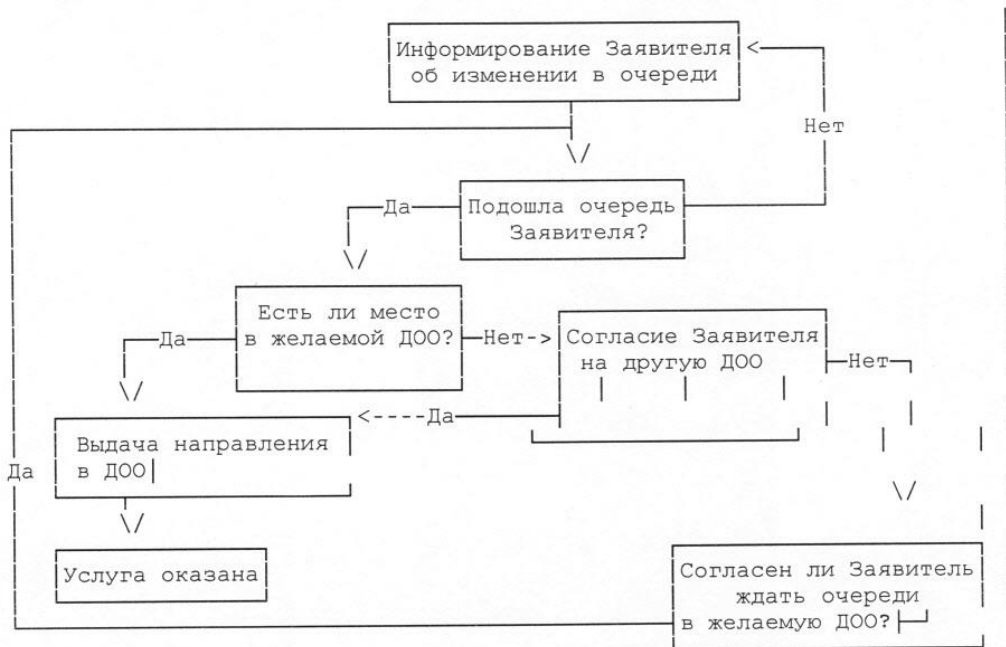 Информирование Заявителя
об изменении в очереди
Нет
Да
Подошла очередь
Заявителя?
Есть ли место
в желаемой ДОО?
Да
Нет->
Согласие Заявителя
на другую ДОО
Нет
<----Да
Выдача направления
в ДОО
Да
Услуга оказана
Согласен ли Заявитель
ждать очереди
в желаемую ДОО?